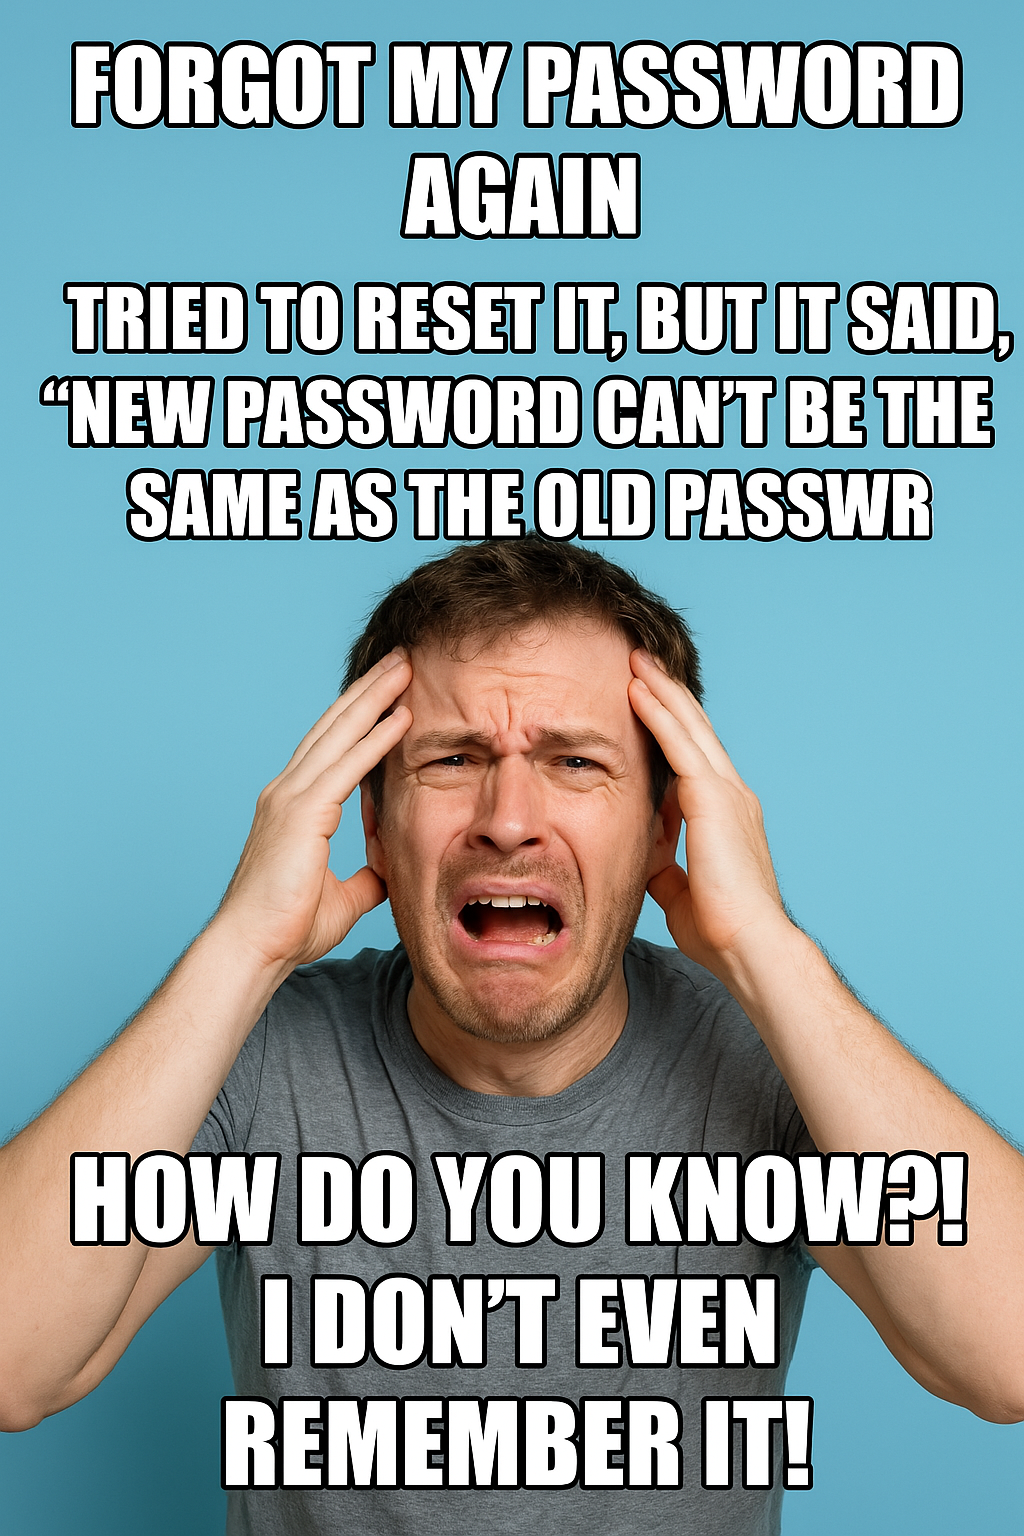 FORGOT MY PASSWORD
AGAIN
TRIED TO RESET IT, BUT IT SAID,
“NEW PASSWORD CAN’T BE THE
SAME AS THE OLD PASSWR
HOW DO YOU KNOW?!
I DON’T EVEN
REMEMBER IT!